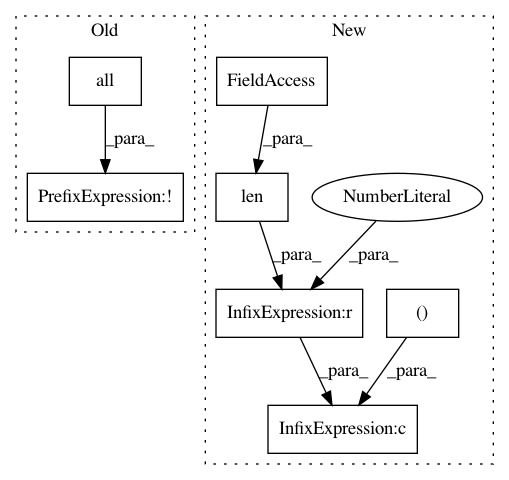 Old
New
all
FieldAccess
_para_
_para_
PrefixExpression:!
len
NumberLiteral
_para_
_para_
InfixExpression:r
()
_para_
_para_
InfixExpression:c